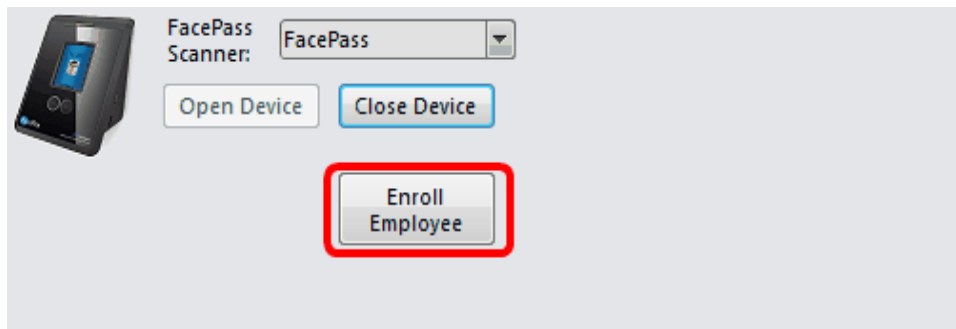 FacePass
Scanner:
FacePass
Open Device
Close Device
Enroll
Employee